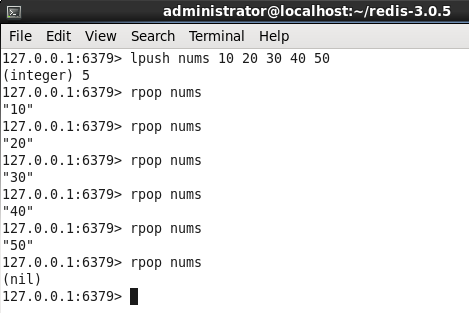 administrator@localhost:~/redis-3.0.5
File Edit View Search Terminal Help
127.0.0.1:6379> lpush nums 10 20 30 40 50
(integer) 5
127.0.0.1:6379> rpop nums
"10"
127.0.0.1:6379> rpop nums
"20"
127.0.0.1:6379> rpop nums
"30"
127.0.0.1:6379> rpop nums
"40"
127.0.0.1:6379> rpop nums
"50"
127.0.0.1:6379> rpop nums
(nil)
127.0.0.1:6379>